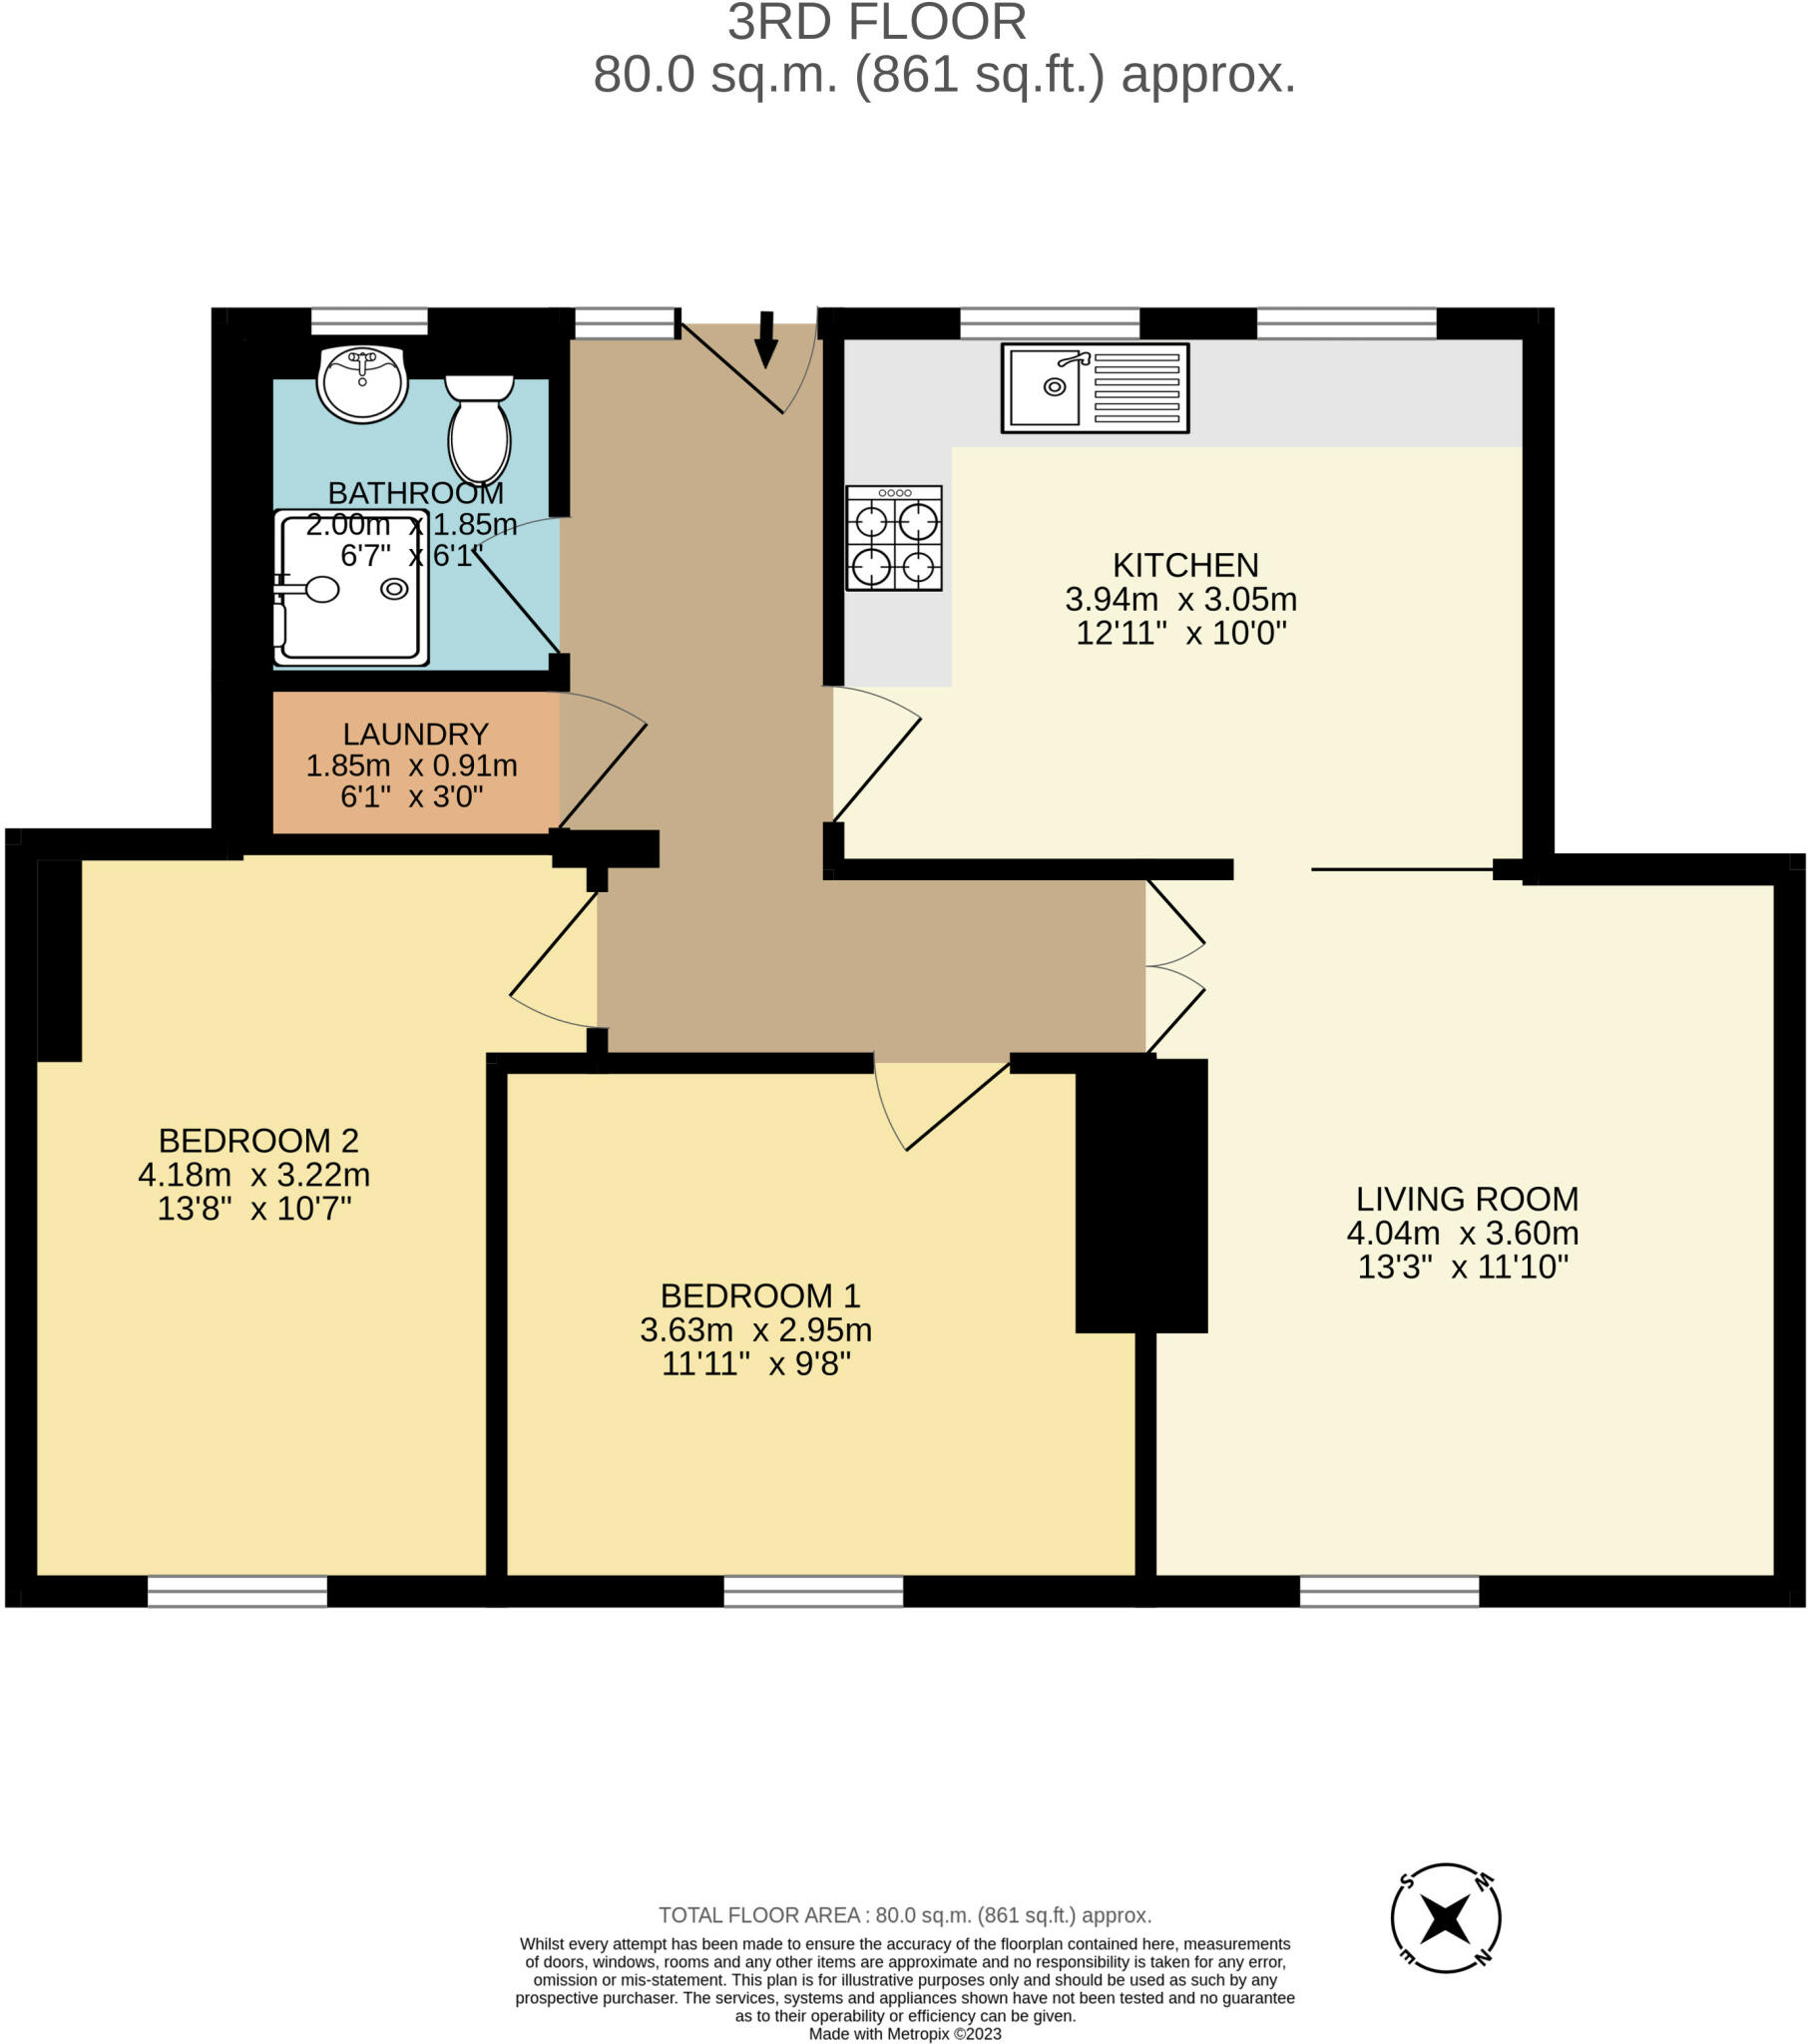 3RD FLOOR
80.0 sq.m. (861 sq.ft.) approx.
BATHROOM
2.00m x 1.85m
6'7" x 6'1"
KITCHEN
3.94m x 3.05m
12'11" x 10'0"
LAUNDRY
1.85m x 0.91m
6'1" x 3'0"
BEDROOM 2
4.18m x 3.22m
13'8" x 10'7"
LIVING ROOM
4.04m x 3.60m
13'3" x 11'10"
BEDROOM 1
3.63m x 2.95m
11'11" x 9'8"
S W
E N
TOTAL FLOOR AREA : 80.0 sq.m. (861 sq.ft.) approx.
Whilst every attempt has been made to ensure the accuracy of the floorplan contained here, measurements
of doors, windows, rooms and any other items are approximate and no responsibility is taken for any error,
omission or mis-statement. This plan is for illustrative purposes only and should be used as such by any
prospective purchaser. The services, systems and appliances shown have not been tested and no guarantee
as to their operability or efficiency can be given.
Made with Metropix ©2023